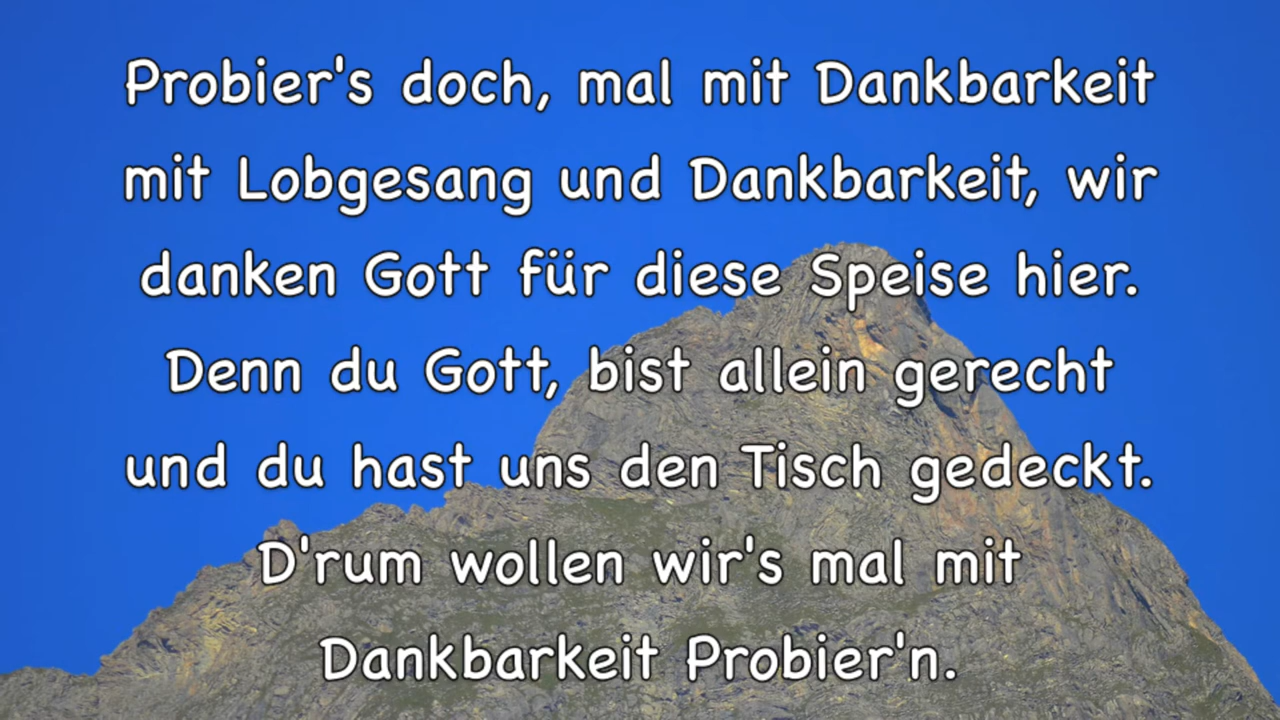 Probier's doch, mal mit Dankbarkeit
mit Lobgesang und Dankbarkeit, wir
danken Gott für diese Speise hier.
Denn du Gott, bist allein gerecht
und du hast uns den Tisch gedeckt.
D'rum wollen wir's mal mit
Dankbarkeit Probier'n.